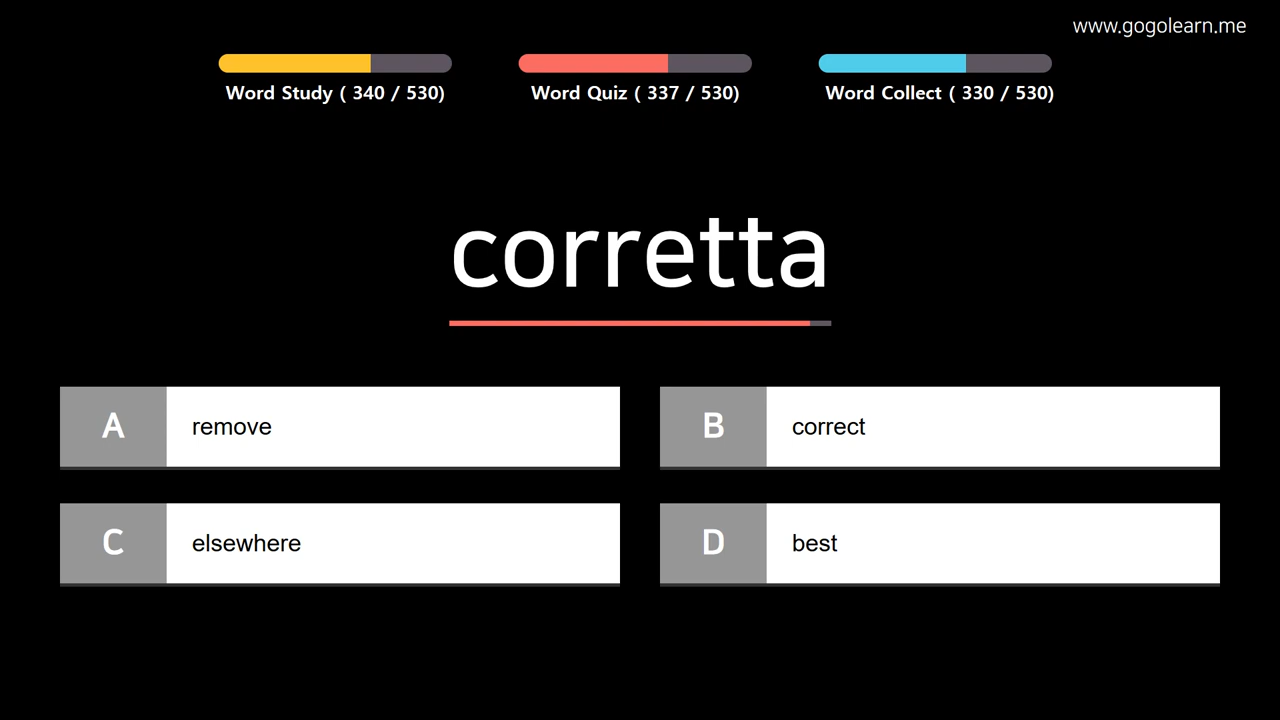 www.gogolearn.me
Word Study ( 340 / 530)
Word Quiz ( 337 / 530)
Word Collect ( 330 / 530)
corretta
A remove
B correct
C elsewhere
D best